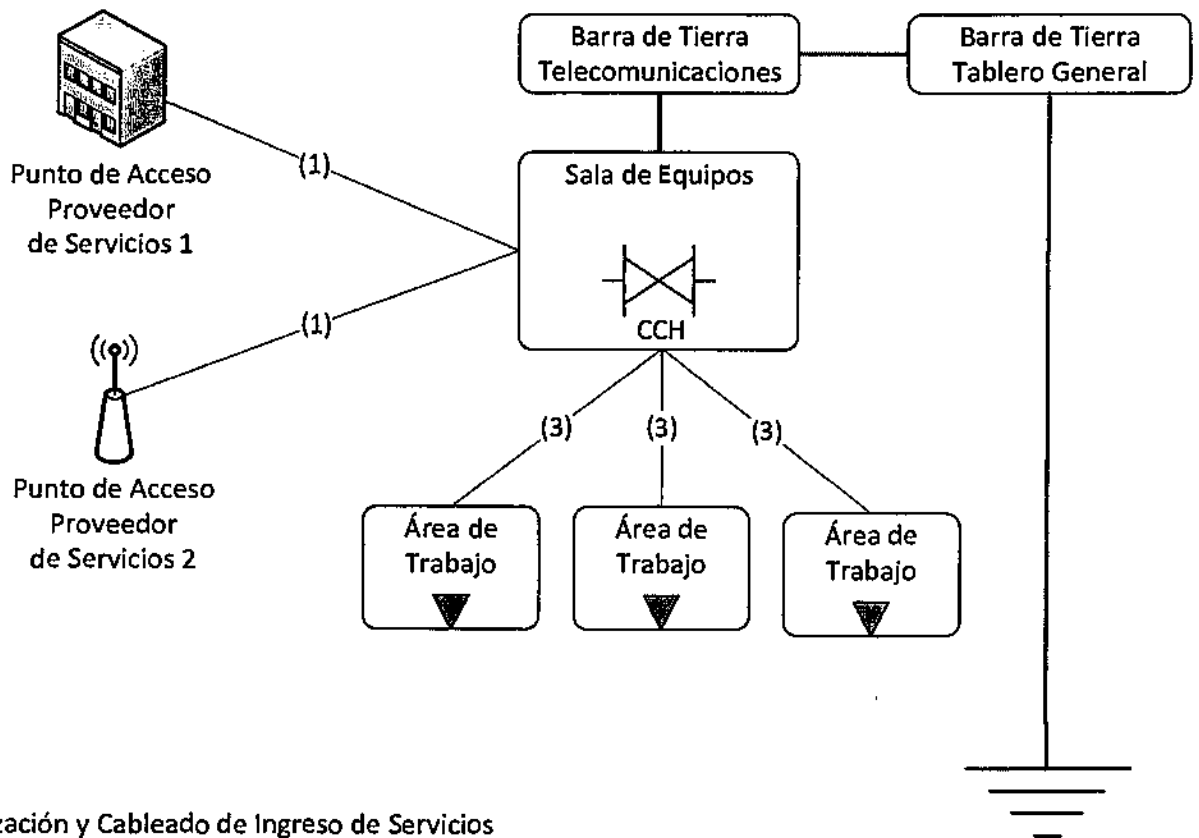 Barra de Tierra
Telecomunicaciones
Barra de Tierra
Tablero General
Punto de Acceso
Proveedor
de Servicios 1
(1)
Sala de Equipos
CCH
(1)
Punto de Acceso
Proveedor
de Servicios 2
(3)
(3)
(3)
Área de
Trabajo
Área de
Trabajo
Área de
Trabajo
y Cableado de Ingreso de Servicios